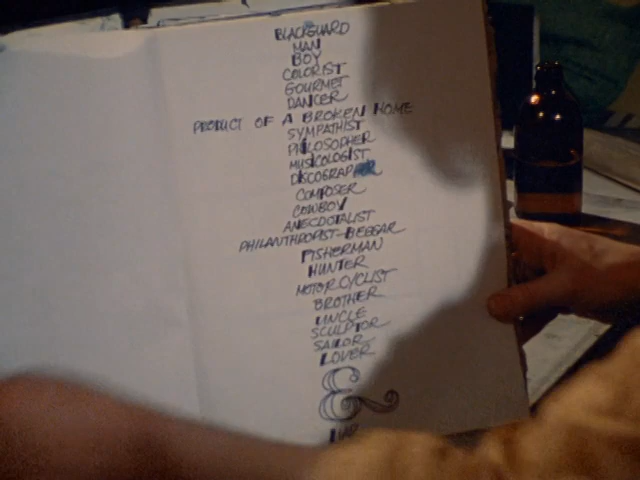 BLACKGUARD
MAN
BOY
COLORIST
GOURMET
DANCER
PRODUCT OF A BROKEN HOME
SYMPATHIST
PHILOSOPHER
MUSICOLOGIST
DISCOGRAPHER
COMPOSER
COWBOY
ANECDOTALIST
PHILANTHROPIST-BEGGAR
FISHERMAN
HUNTER
MOTORCYCLIST
BROTHER
UNCLE
SCULPTOR
SAILOR
LOVER
&